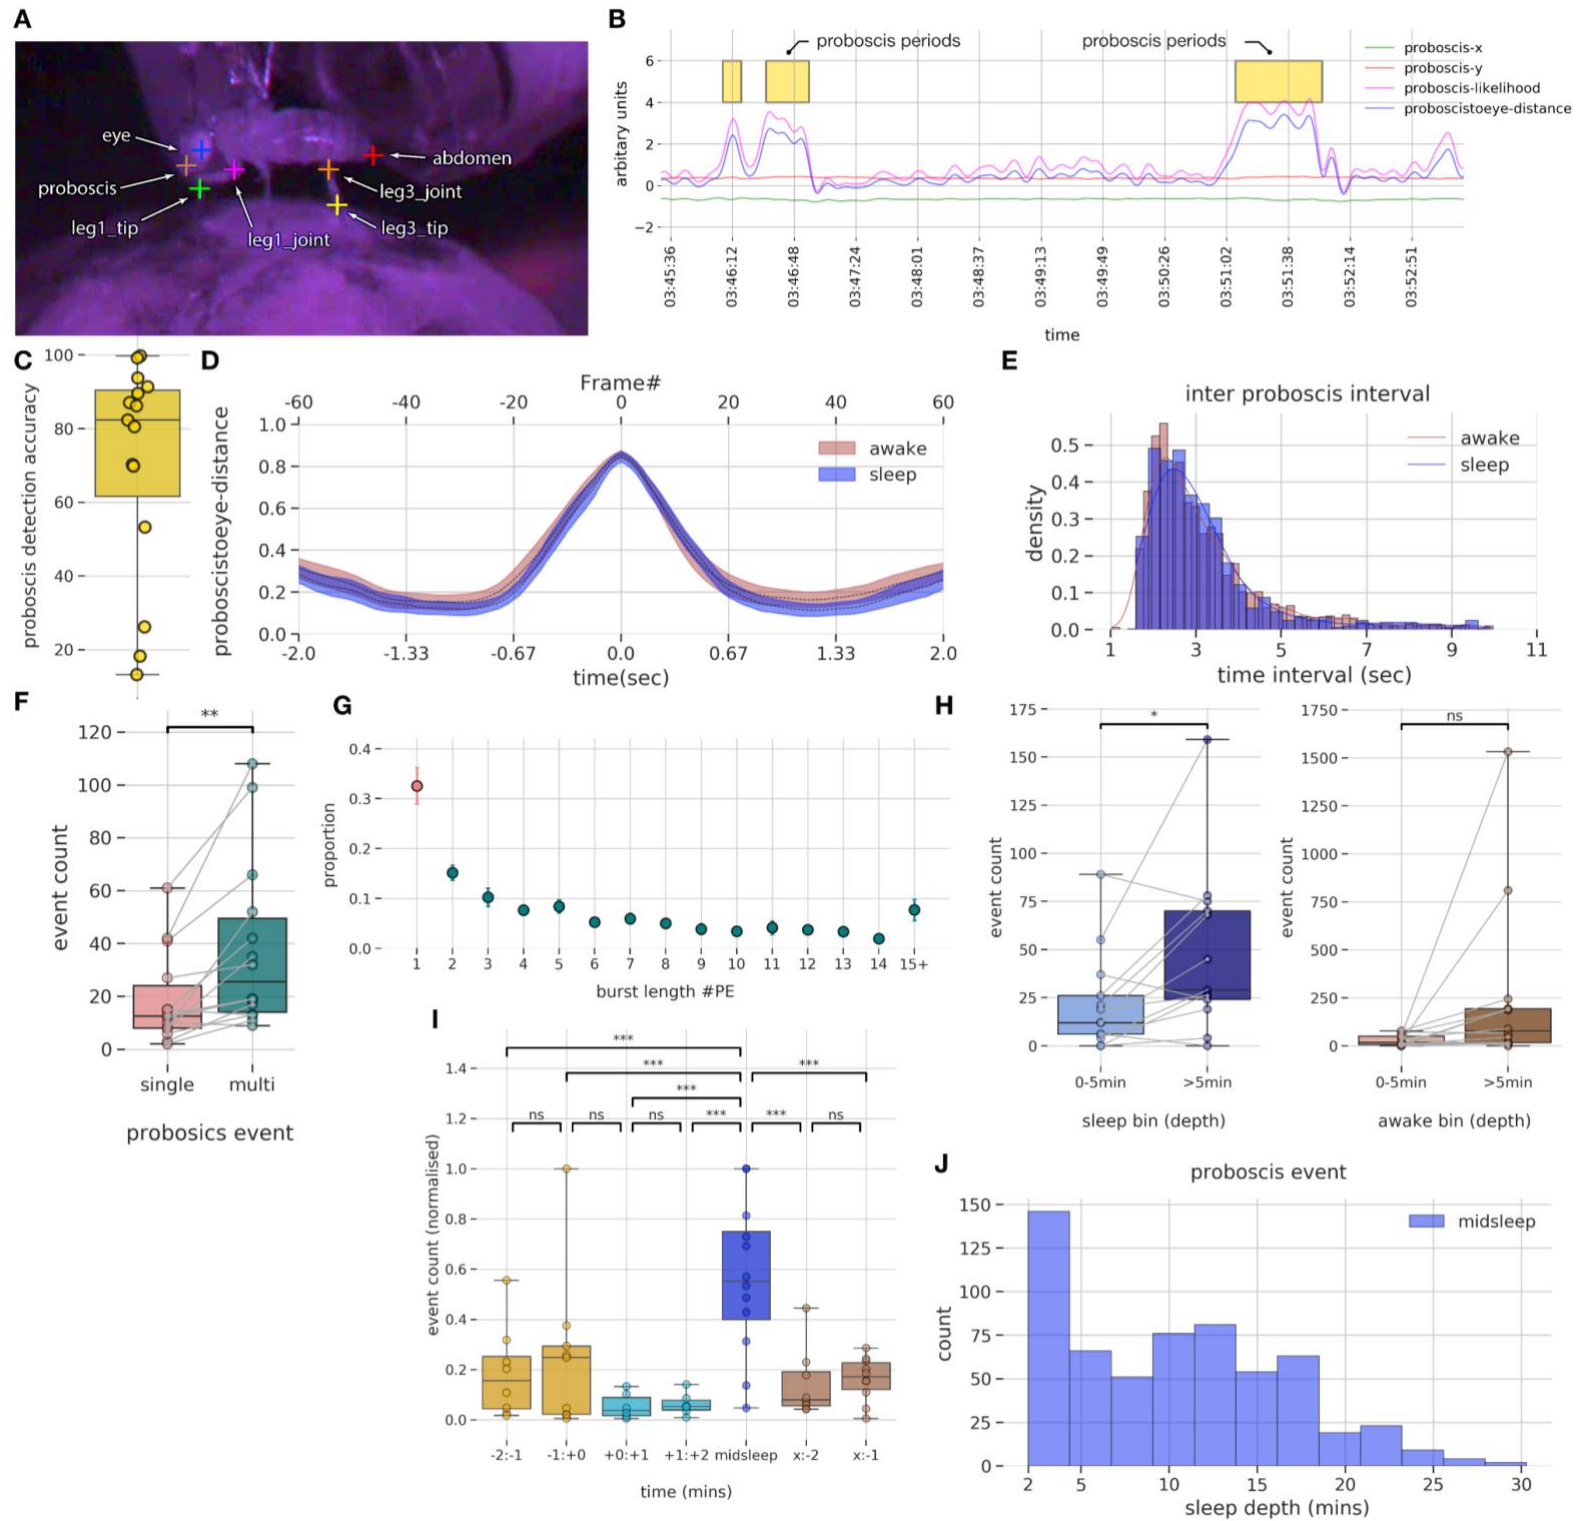 A
eye
proboscis
leg1_tip
leg1_joint
abdomen
leg3_joint
leg3_tip
B
proboscis periods
proboscis periods
proboscis-x
proboscis-y
proboscis-likelihood
proboscistoeye-distance
arbitary units
6
4
2
0
−2
03:45:36
03:46:12
03:46:48
03:47:24
03:48:01
03:48:37
03:49:13
03:49:49
03:50:26
03:51:02
03:51:38
03:52:14
03:52:51
time
C
proboscis detection accuracy
100
80
60
40
20
D
Frame#
-60 -40 -20 0 20 40 60
proboscistoeye-distance
1.0
0.8
0.6
0.4
0.2
0.0
awake
sleep
-2.0 -1.33 -0.67 0.0 0.67 1.33 2.0
time(sec)
E
inter proboscis interval
awake
sleep
density
0.5
0.4
0.3
0.2
0.1
0.0
1 3 5 7 9 11
time interval (sec)
F
**
event count
120
100
80
60
40
20
0
single multi
probosics event
G
proportion
0.4
0.3
0.2
0.1
0.0
1 2 3 4 5 6 7 8 9 10 11 12 13 14 15+
burst length #PE
H
*
event count
175
150
125
100
75
50
25
0
0-5min >5min
sleep bin (depth)
ns
event count
1750
1500
1250
1000
750
500
250
0
0-5min >5min
awake bin (depth)
I
***
*** ***
***
ns ns ns *** *** ns
event count (normalised)
1.4
1.2
1.0
0.8
0.6
0.4
0.2
0.0
-2:-1 -1:+0 +0:+1 +1:+2 midsleep x:-2 x:-1
time (mins)
J
proboscis event
midsleep
count
150
125
100
75
50
25
0
2 5 10 15 20 25 30
sleep depth (mins)